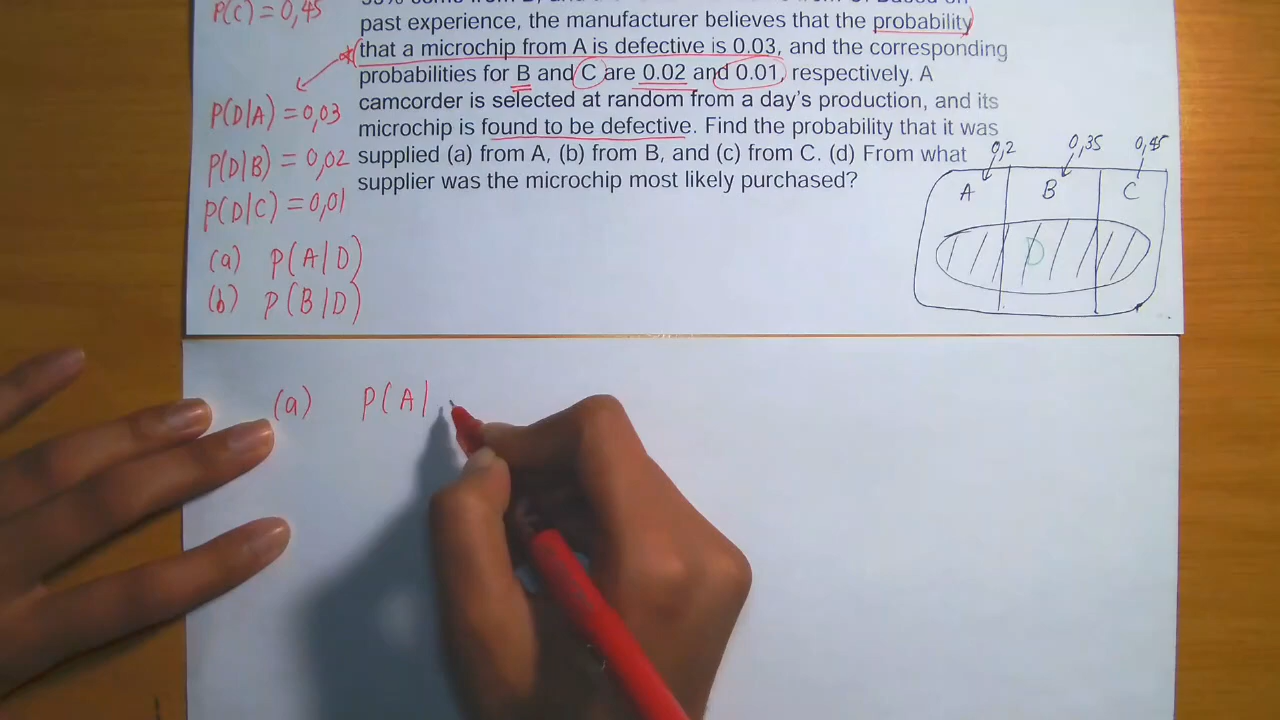 P(C) = 0,45
past experience, the manufacturer believes that the probability
that a microchip from A is defective is 0.03, and the corresponding
probabilities for B and C are 0.02 and 0.01, respectively. A
camcorder is selected at random from a day's production, and its
microchip is found to be defective. Find the probability that it was
supplied (a) from A, (b) from B, and (c) from C. (d) From what
supplier was the microchip most likely purchased?
P(D|A) = 0,03
P(D|B) = 0,02
P(D|C) = 0,01
(a) P(A|D)
(b) P(B|D)
0,2 0,35 0,45
A B C
D
(a) P(A|